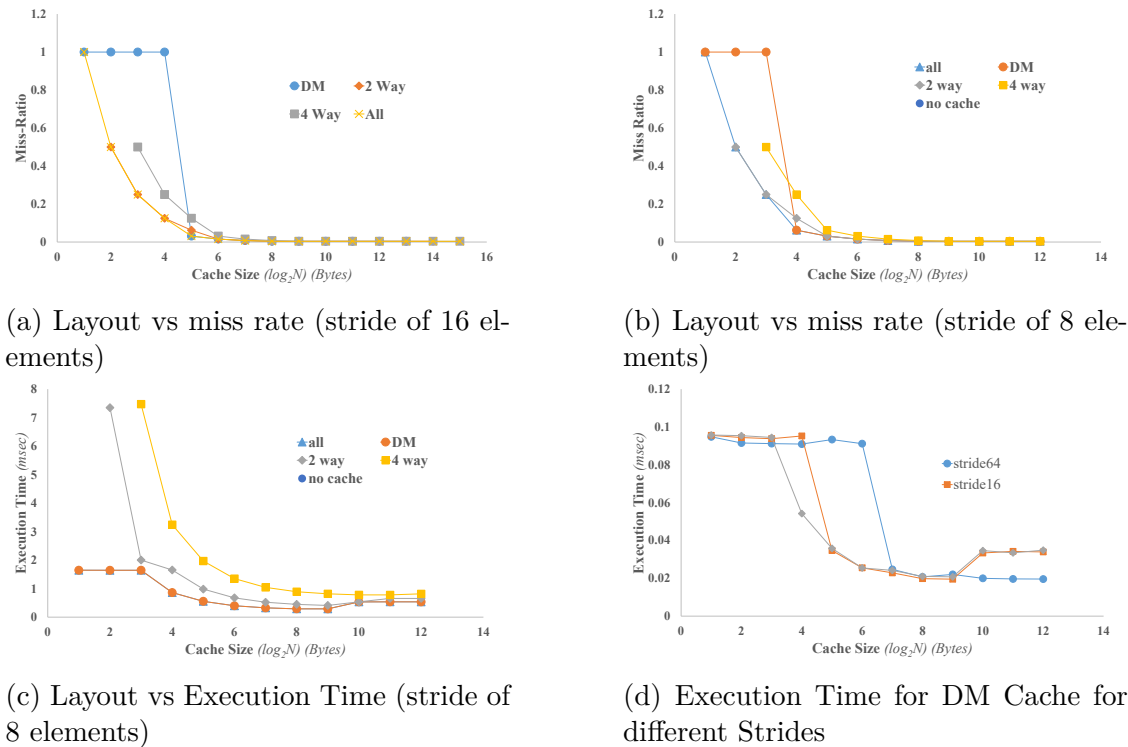 1.2
1
0.8
0.6
0.4
0.2
0
Miss-Ratio
DM 2 Way
4 Way All
0 2 4 6 8 10 12 14 16
Cache Size (log₂N) (Bytes)
(a) Layout vs miss rate (stride of 16 el-
ements)
1.2
1
0.8
0.6
0.4
0.2
0
Miss Ratio
all DM
2 way 4 way
no cache
0 2 4 6 8 10 12 14
Cache Size (log₂N) (Bytes)
(b) Layout vs miss rate (stride of 8 ele-
ments)
8
7
6
5
4
3
2
1
0
Execution Time (msec)
all DM
2 way 4 way
no cache
0 2 4 6 8 10 12 14
Cache Size (log₂N) (Bytes)
(c) Layout vs Execution Time (stride of
8 elements)
0.12
0.1
0.08
0.06
0.04
0.02
0
Execution Time (msec)
stride64
stride16
0 2 4 6 8 10 12 14
Cache Size (log₂N) (Bytes)
(d) Execution Time for DM Cache for
different Strides